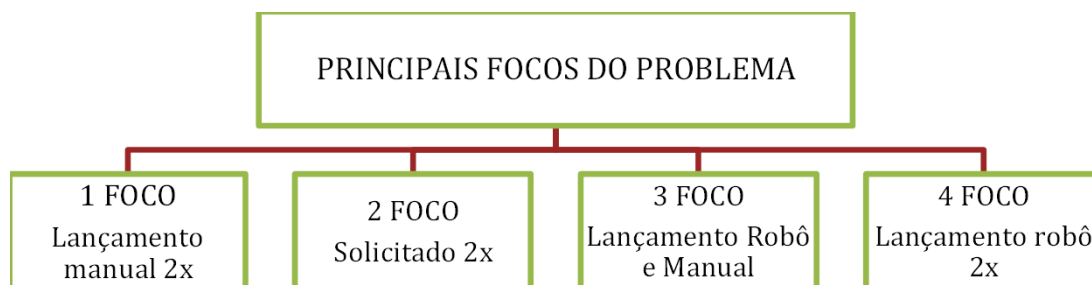 PRINCIPAIS FOCOS DO PROBLEMA
1 FOCO
Lançamento
manual 2x
2 FOCO
Solicitado 2x
3 FOCO
Lançamento Robô
e Manual
4 FOCO
Lançamento robô
2x